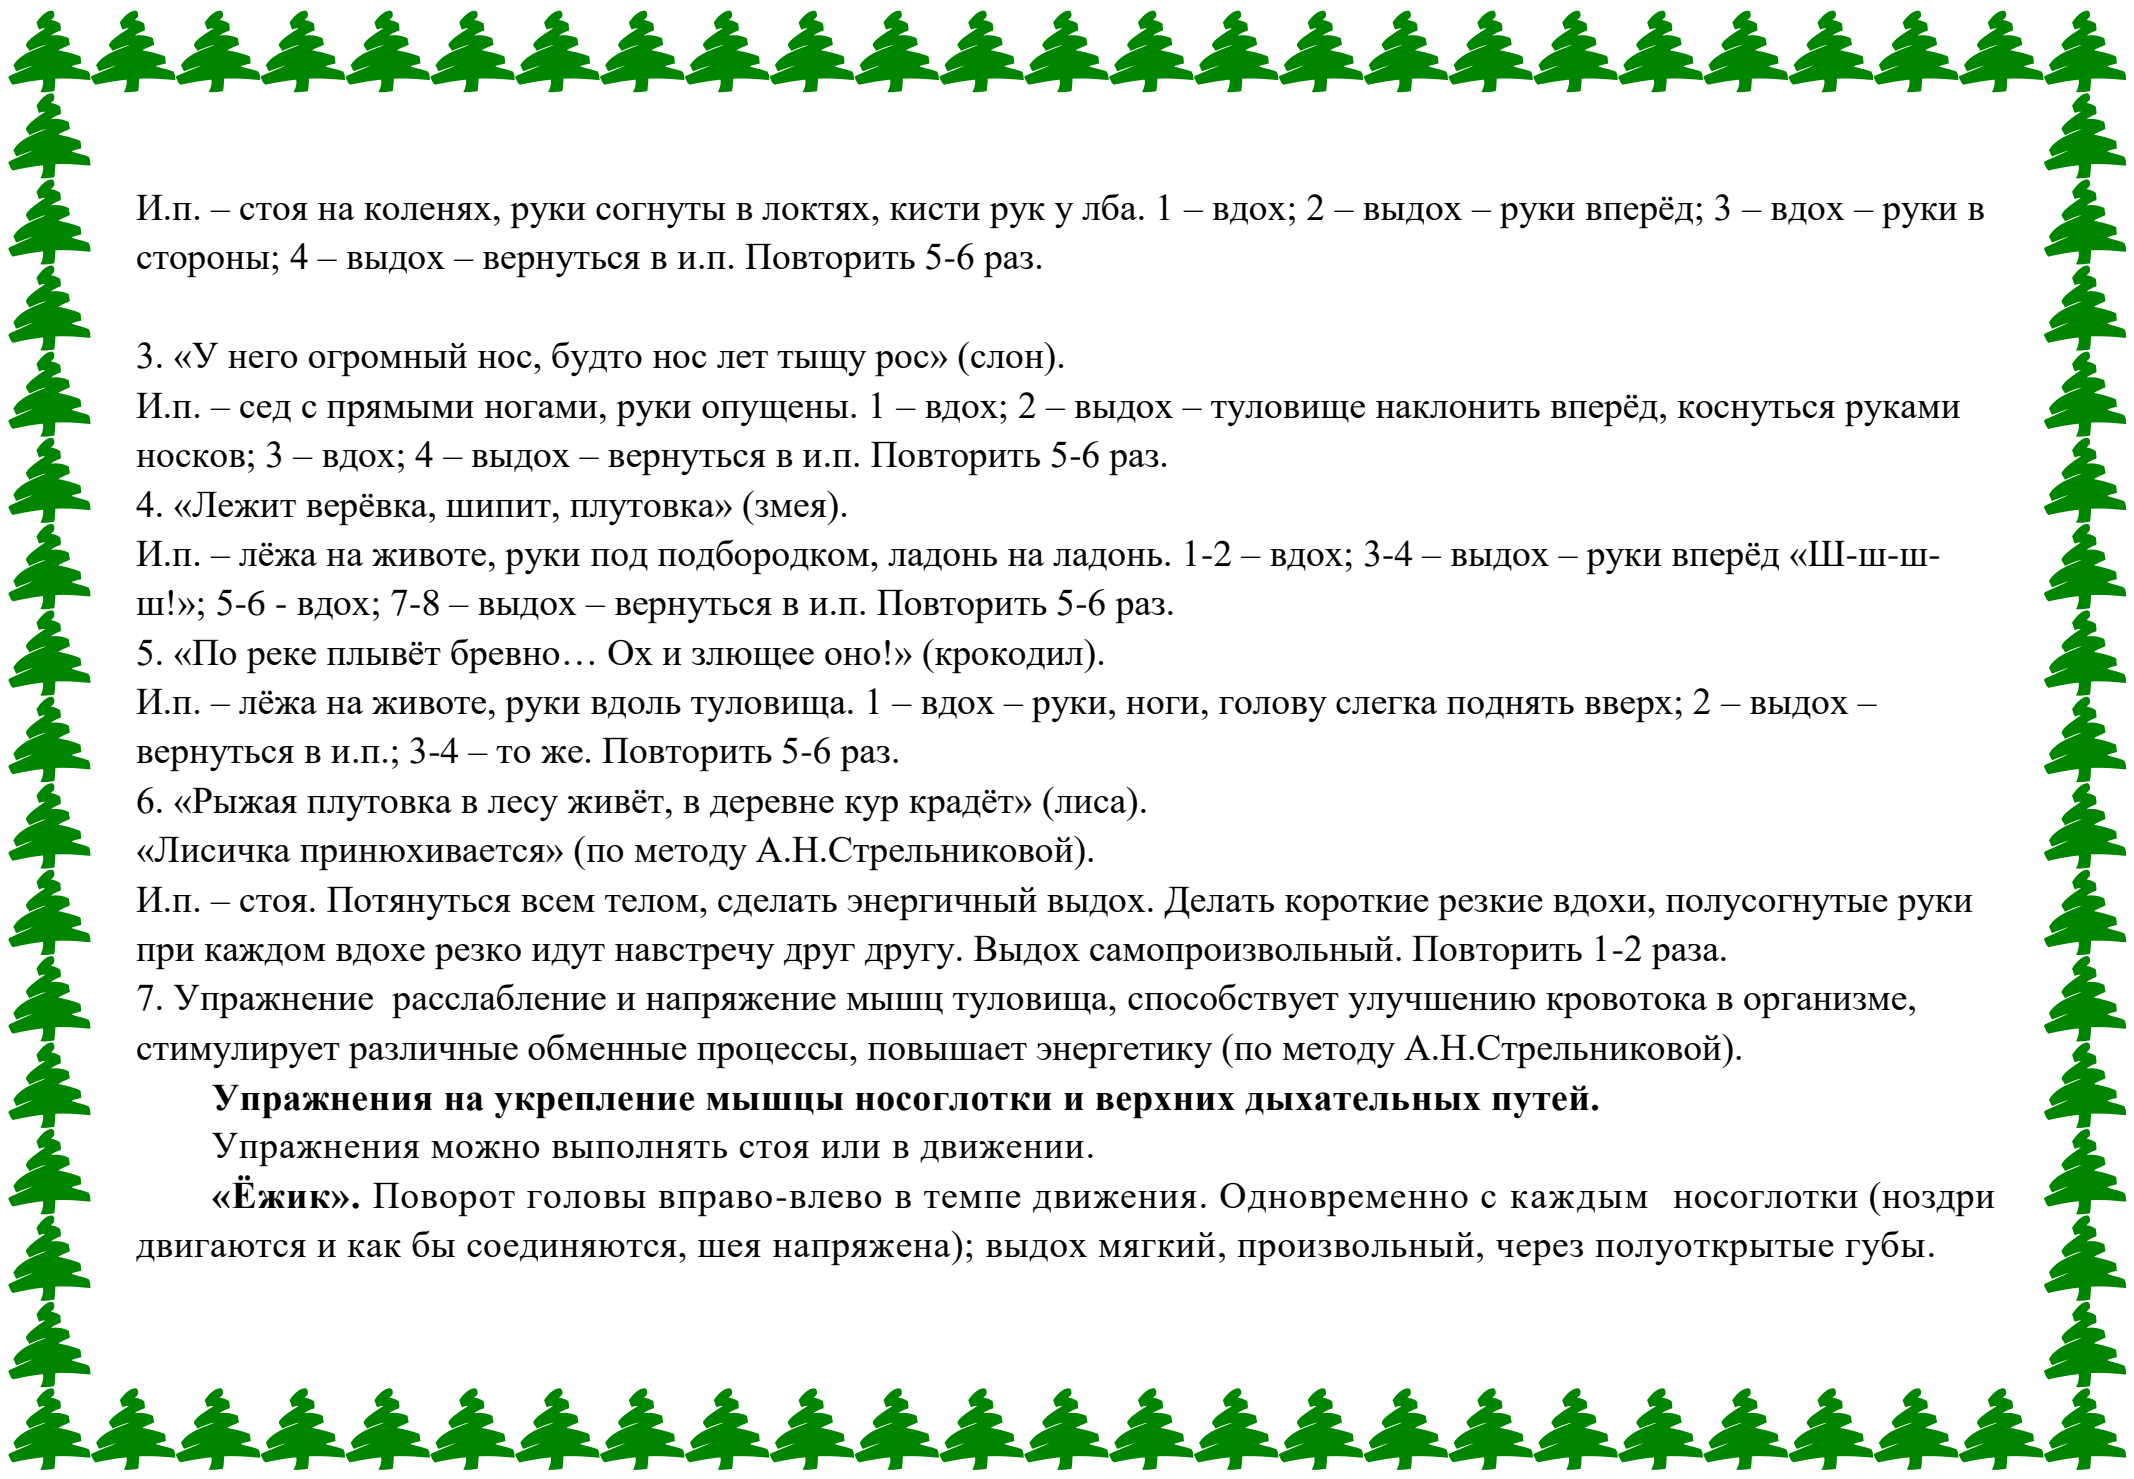 И.п. – стоя на коленях, руки согнуты в локтях, кисти рук у лба. 1 – вдох; 2 – выдох – руки вперёд; 3 – вдох – руки в
стороны; 4 – выдох – вернуться в и.п. Повторить 5-6 раз.
3. «У него огромный нос, будто нос лет тыщу рос» (слон).
И.п. – сед с прямыми ногами, руки опущены. 1 – вдох; 2 – выдох – туловище наклонить вперёд, коснуться руками
носков; 3 – вдох; 4 – выдох – вернуться в и.п. Повторить 5-6 раз.
4. «Лежит верёвка, шипит, плутовка» (змея).
И.п. – лёжа на животе, руки под подбородком, ладонь на ладонь. 1-2 – вдох; 3-4 – выдох – руки вперёд «Ш-ш-ш-
ш!»; 5-6 - вдох; 7-8 – выдох – вернуться в и.п. Повторить 5-6 раз.
5. «По реке плывёт бревно… Ох и злющее оно!» (крокодил).
И.п. – лёжа на животе, руки вдоль туловища. 1 – вдох – руки, ноги, голову слегка поднять вверх; 2 – выдох –
вернуться в и.п.; 3-4 – то же. Повторить 5-6 раз.
6. «Рыжая плутовка в лесу живёт, в деревне кур крадёт» (лиса).
«Лисичка принюхивается» (по методу А.Н.Стрельниковой).
И.п. – стоя. Потянуться всем телом, сделать энергичный выдох. Делать короткие резкие вдохи, полусогнутые руки
при каждом вдохе резко идут навстречу друг другу. Выдох самопроизвольный. Повторить 1-2 раза.
7. Упражнение  расслабление и напряжение мышц туловища, способствует улучшению кровотока в организме,
стимулирует различные обменные процессы, повышает энергетику (по методу А.Н.Стрельниковой).
Упражнения на укрепление мышцы носоглотки и верхних дыхательных путей.
Упражнения можно выполнять стоя или в движении.
«Ёжик». Поворот головы вправо-влево в темпе движения. Одновременно с каждым  носоглотки (ноздри
двигаются и как бы соединяются, шея напряжена); выдох мягкий, произвольный, через полуоткрытые губы.